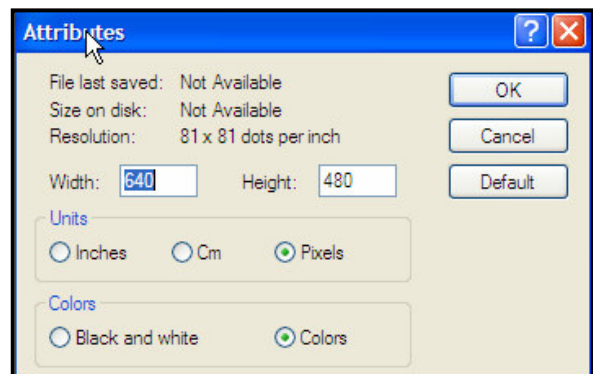 Attributes
File last saved: Not Available
Size on disk: Not Available
Resolution: 81 x 81 dots per inch
OK
Cancel
Width: 640 Height: 480 Default
Units
Inches Cm Pixels
Colors
Black and white Colors